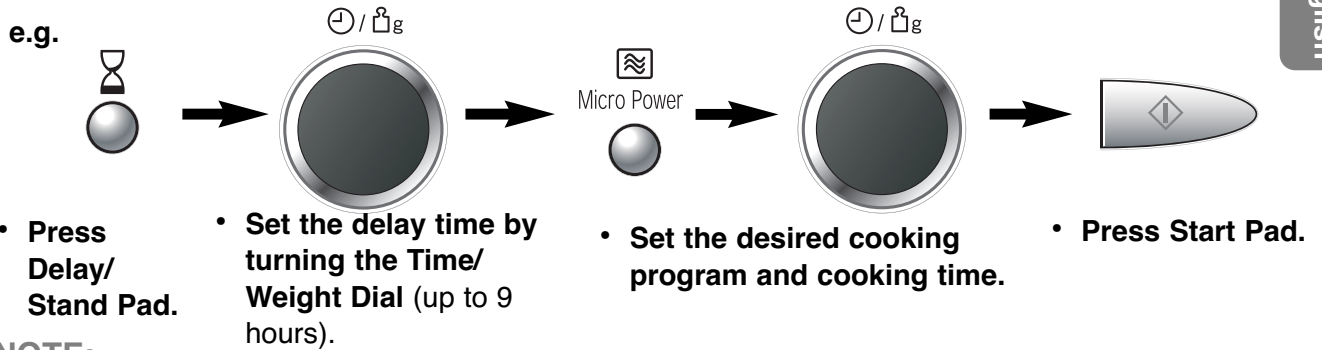 e.g.
/ g
Micro Power
/ g
• Press
Delay/
Stand Pad.
• Set the delay time by
turning the Time/
Weight Dial (up to 9
hours).
• Set the desired cooking
program and cooking time.
• Press Start Pad.